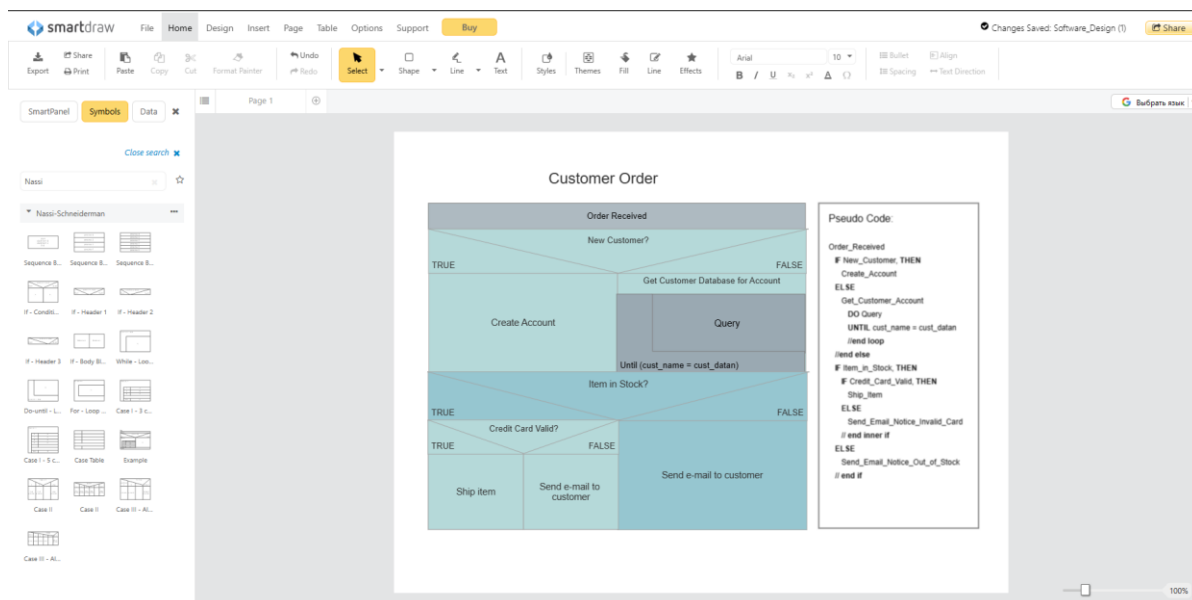 smartdraw
File Home Design Insert Page Table Options Support Buy
Changes Saved: Software_Design (1) Share
Export Share Print Paste Copy Cut Format Painter Undo Redo Select Shape Line Text Styles Themes Fill Line Effects Arial 10 Bullet Align
B I U A Spacing Text Direction
SmartPanel Symbols Data
Page 1
Выбрать язык
Close search
Nassi
Nassi-Schneiderman
Sequence B... Sequence B... Sequence B...
If - Conditi... If - Header 1 If - Header 2
If - Header 3 If - Body Bl... While - Loo...
Do-until - L... For - Loop ... Case I - 3 c...
Case I - 5 c... Case Table Example
Case II Case II Case III - Al...
Case III - Al...
Customer Order
Order Received
New Customer?
TRUE FALSE
Get Customer Database for Account
Create Account
Query
Until (cust_name = cust_datan)
Item in Stock?
TRUE FALSE
Credit Card Valid?
TRUE FALSE
Ship item
Send e-mail to
customer
Send e-mail to customer
Pseudo Code:
Order_Received
IF New_Customer, THEN
Create_Account
ELSE
Get_Customer_Account
DO Query
UNTIL cust_name = cust_datan
//end loop
//end else
IF Item_in_Stock, THEN
IF Credit_Card_Valid, THEN
Ship_Item
ELSE
Send_Email_Notice_Invalid_Card
// end inner if
ELSE
Send_Email_Notice_Out_of_Stock
// end if
100%